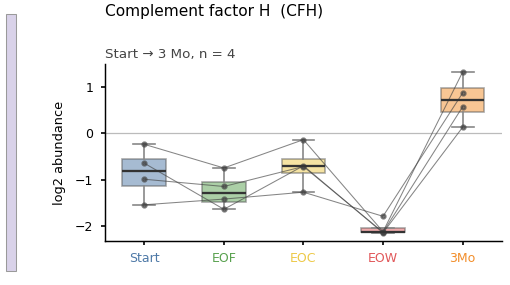 Complement factor H  (CFH)
Start → 3 Mo, n = 4
log2 abundance
1
0
−1
−2
Start EOF EOC EOW 3Mo